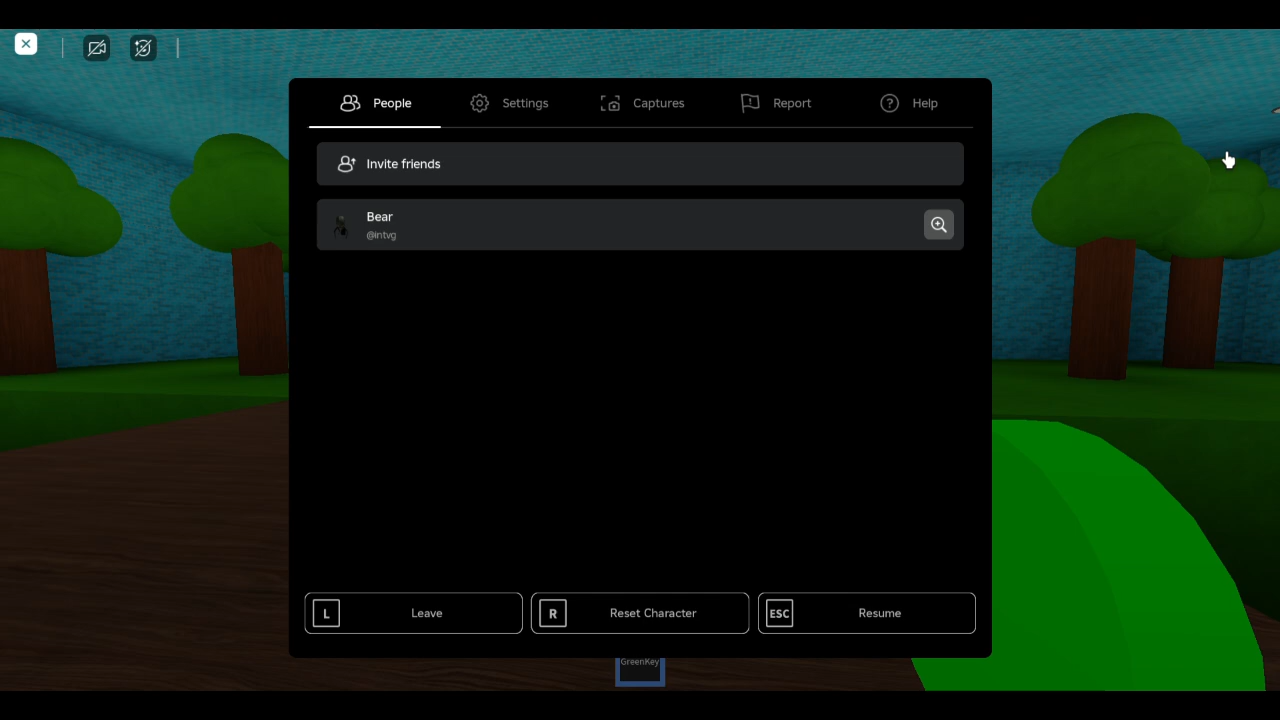 People
Settings
Captures
Report
Help
Invite friends
Bear
@intvg
L
Leave
R
Reset Character
ESC
Resume
GreenKey